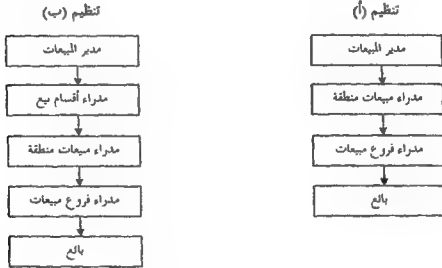 تنظيم (أ)
مدير المبيعات
مدراء مبيعات منطقة
مدراء فروع مبيعات
بائع
تنظيم (ب)
مدير المبيعات
مدراء أقسام بيع
مدراء مبيعات منطقة
مدراء فروع مبيعات
بائع